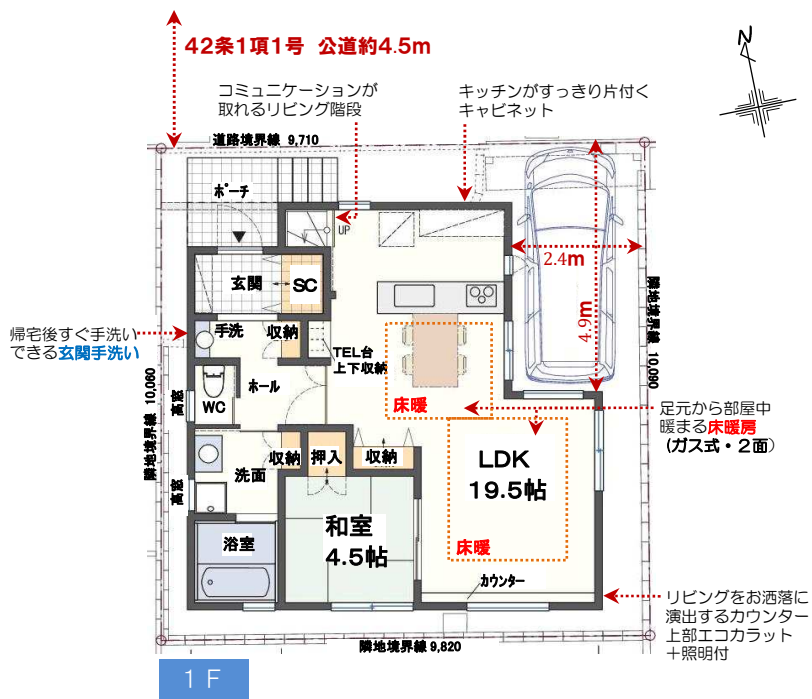 42条1項1号 公道約4.5m
N
コミュニケーションが
取れるリビング階段
キッチンがすっきり片付く
キャビネット
道路境界線 9,710
ポーチ
UP
玄関
SC
2.4m
4.9m
隣地境界線 10,090
帰宅後すぐ手洗い
できる玄関手洗い
手洗
収納
TEL台
上下収納
隣地境界線 10,060
高窓
WC
ホール
床暖
足元から部屋中
暖まる床暖房
(ガス式・2面)
高窓
洗面
収納
押入
収納
LDK
19.5帖
和室
4.5帖
床暖
浴室
カウンター
リビングをお洒落に
演出するカウンター
上部エコカラット
+照明付
隣地境界線 9,820
1F